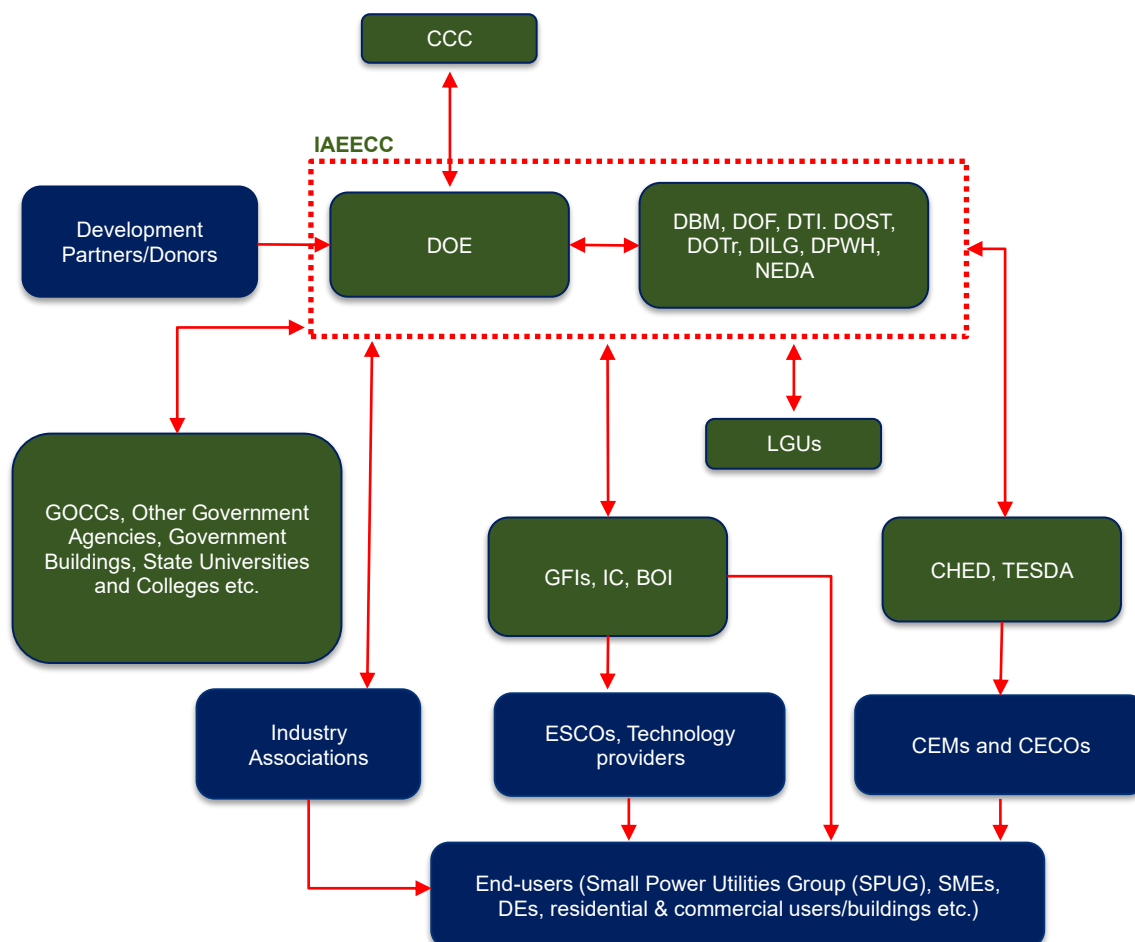 CCC
IAEECC
Development
Partners/Donors
DOE
DBM, DOF, DTI. DOST,
DOTr, DILG, DPWH,
NEDA
LGUs
GOCCs, Other Government
Agencies, Government
Buildings, State Universities
and Colleges etc.
GFIs, IC, BOI
CHED, TESDA
Industry
Associations
ESCOs, Technology
providers
CEMs and CECOs
End-users (Small Power Utilities Group (SPUG), SMEs,
DEs, residential & commercial users/buildings etc.)